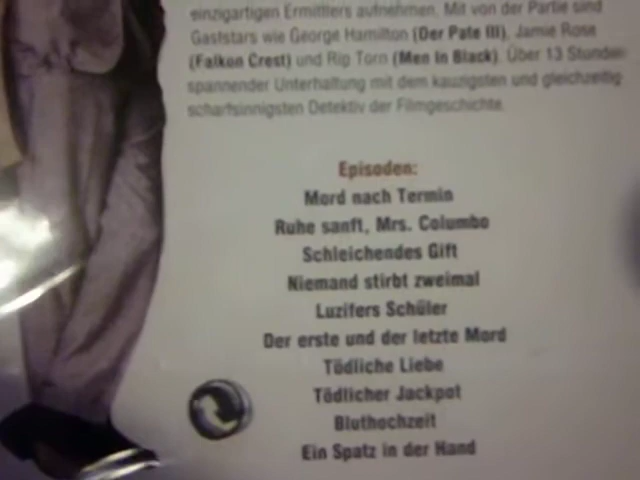 einzigartigen Ermittlers aufnehmen. Mit von der Partie sind
Gaststars wie George Hamilton (Der Pate III), Jamie Rose
(Falkon Crest) und Rip Torn (Men In Black). Über 13 Stunden
spannender Unterhaltung mit dem kauzigsten und gleichzeitig
scharfsinnigsten Detektiv der Filmgeschichte.
Episoden:
Mord nach Termin
Ruhe sanft, Mrs. Columbo
Schleichendes Gift
Niemand stirbt zweimal
Luzifers Schüler
Der erste und der letzte Mord
Tödliche Liebe
Tödlicher Jackpot
Bluthochzeit
Ein Spatz in der Hand